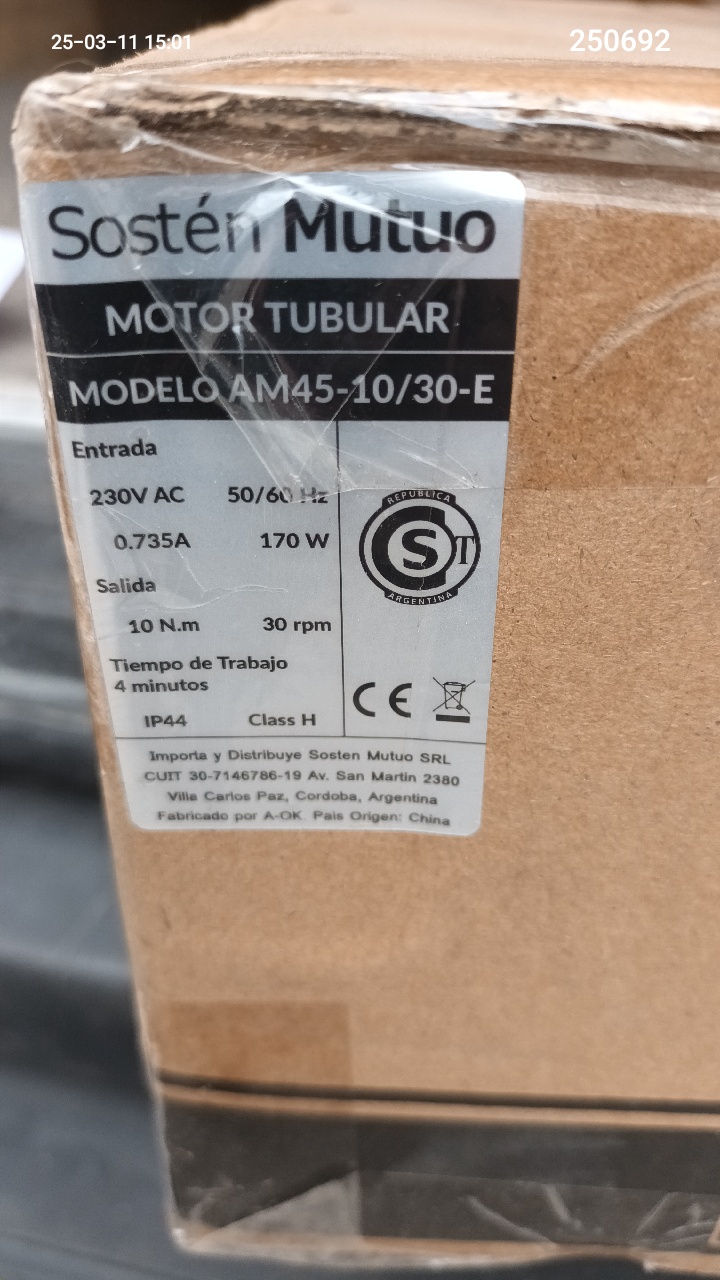 25-03-11 15:01
250692
Sostén Mutuo
MOTOR TUBULAR
MODELO AM45-10/30-E
Entrada
230V AC 50/60 Hz
0.735A 170 W
Salida
10 N.m 30 rpm
Tiempo de Trabajo
4 minutos
IP44 Class H
REPUBLICA
S T
ARGENTINA
CE
Importa y Distribuye Sosten Mutuo SRL
CUIT 30-7146786-19 Av. San Martin 2380
Villa Carlos Paz, Cordoba, Argentina
Fabricado por A-OK. Pais Origen: China